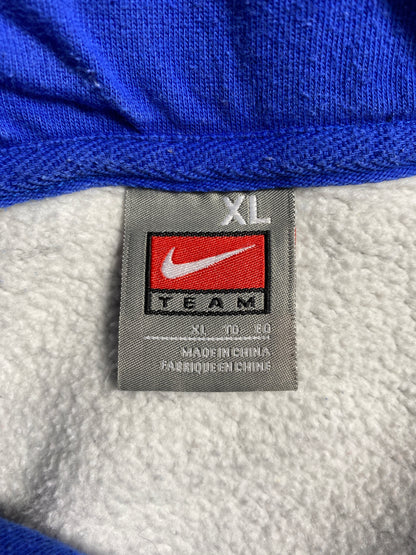 XL
TEAM
XL TG EG
MADE IN CHINA
FABRIQUE EN CHINE